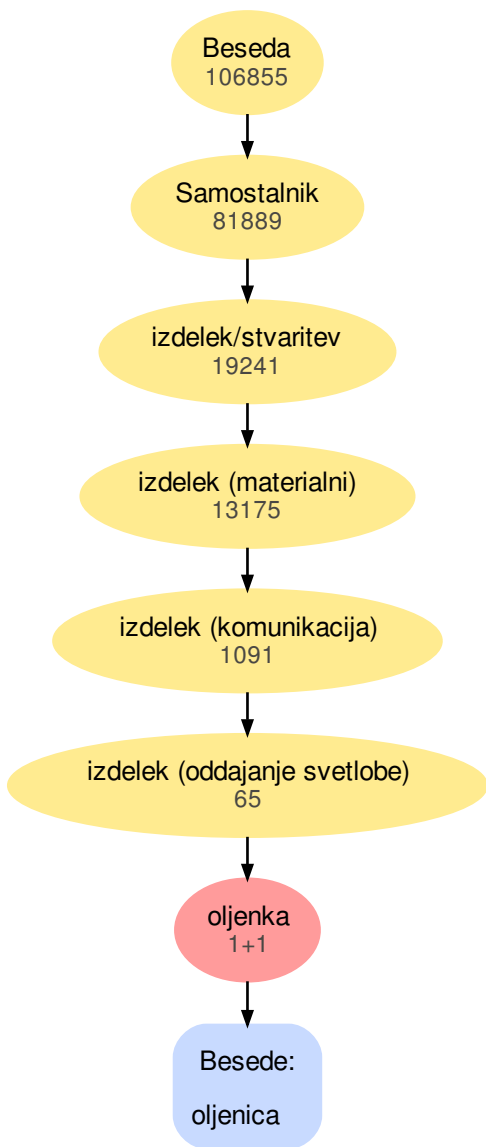 Beseda
106855
Samostalnik
81889
izdelek/stvaritev
19241
izdelek (materialni)
13175
izdelek (komunikacija)
1091
izdelek (oddajanje svetlobe)
65
oljenka
1+1
Besede:
oljenica